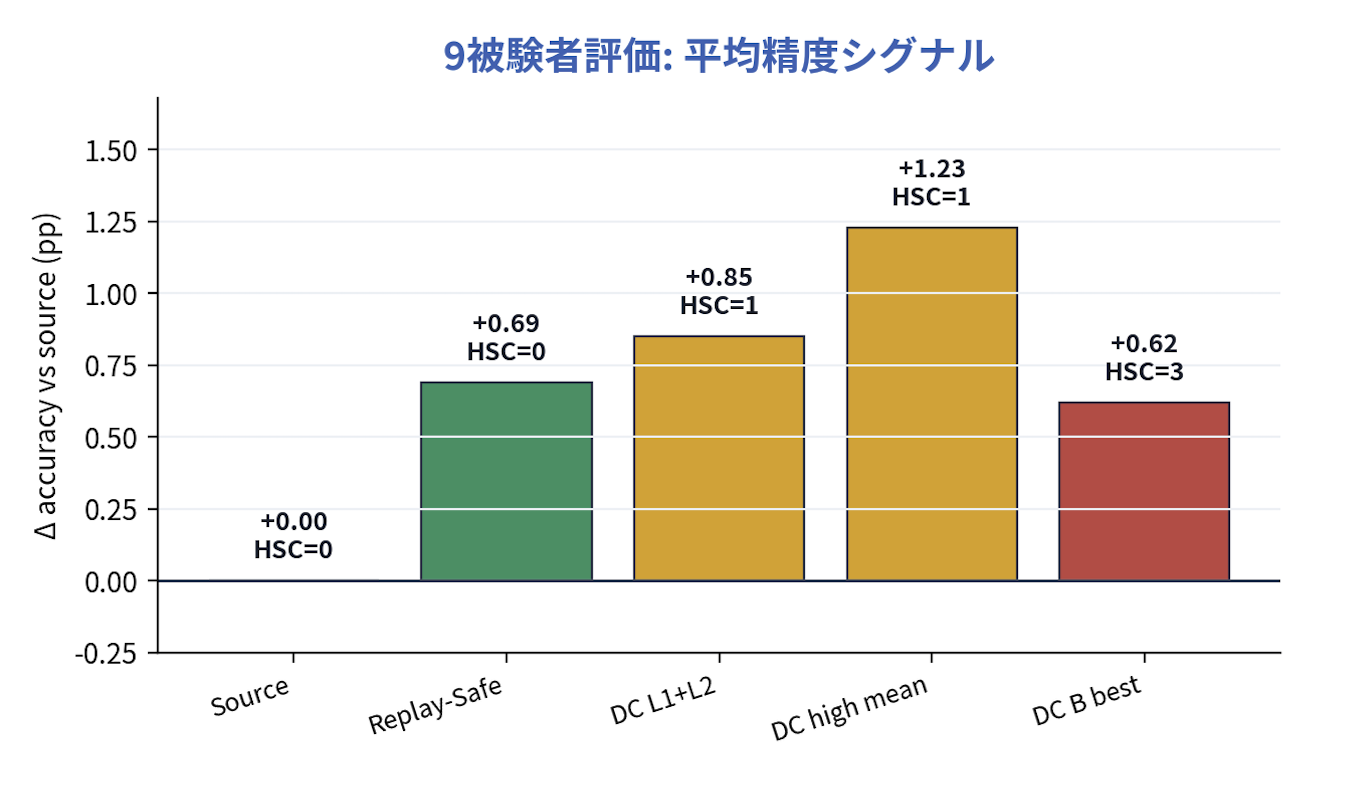 9被験者評価: 平均精度シグナル
Δ accuracy vs source (pp)
1.50
1.25
1.00
0.75
0.50
0.25
0.00
-0.25
+0.00
HSC=0
+0.69
HSC=0
+0.85
HSC=1
+1.23
HSC=1
+0.62
HSC=3
Source
Replay-Safe
DC L1+L2
DC high mean
DC B best